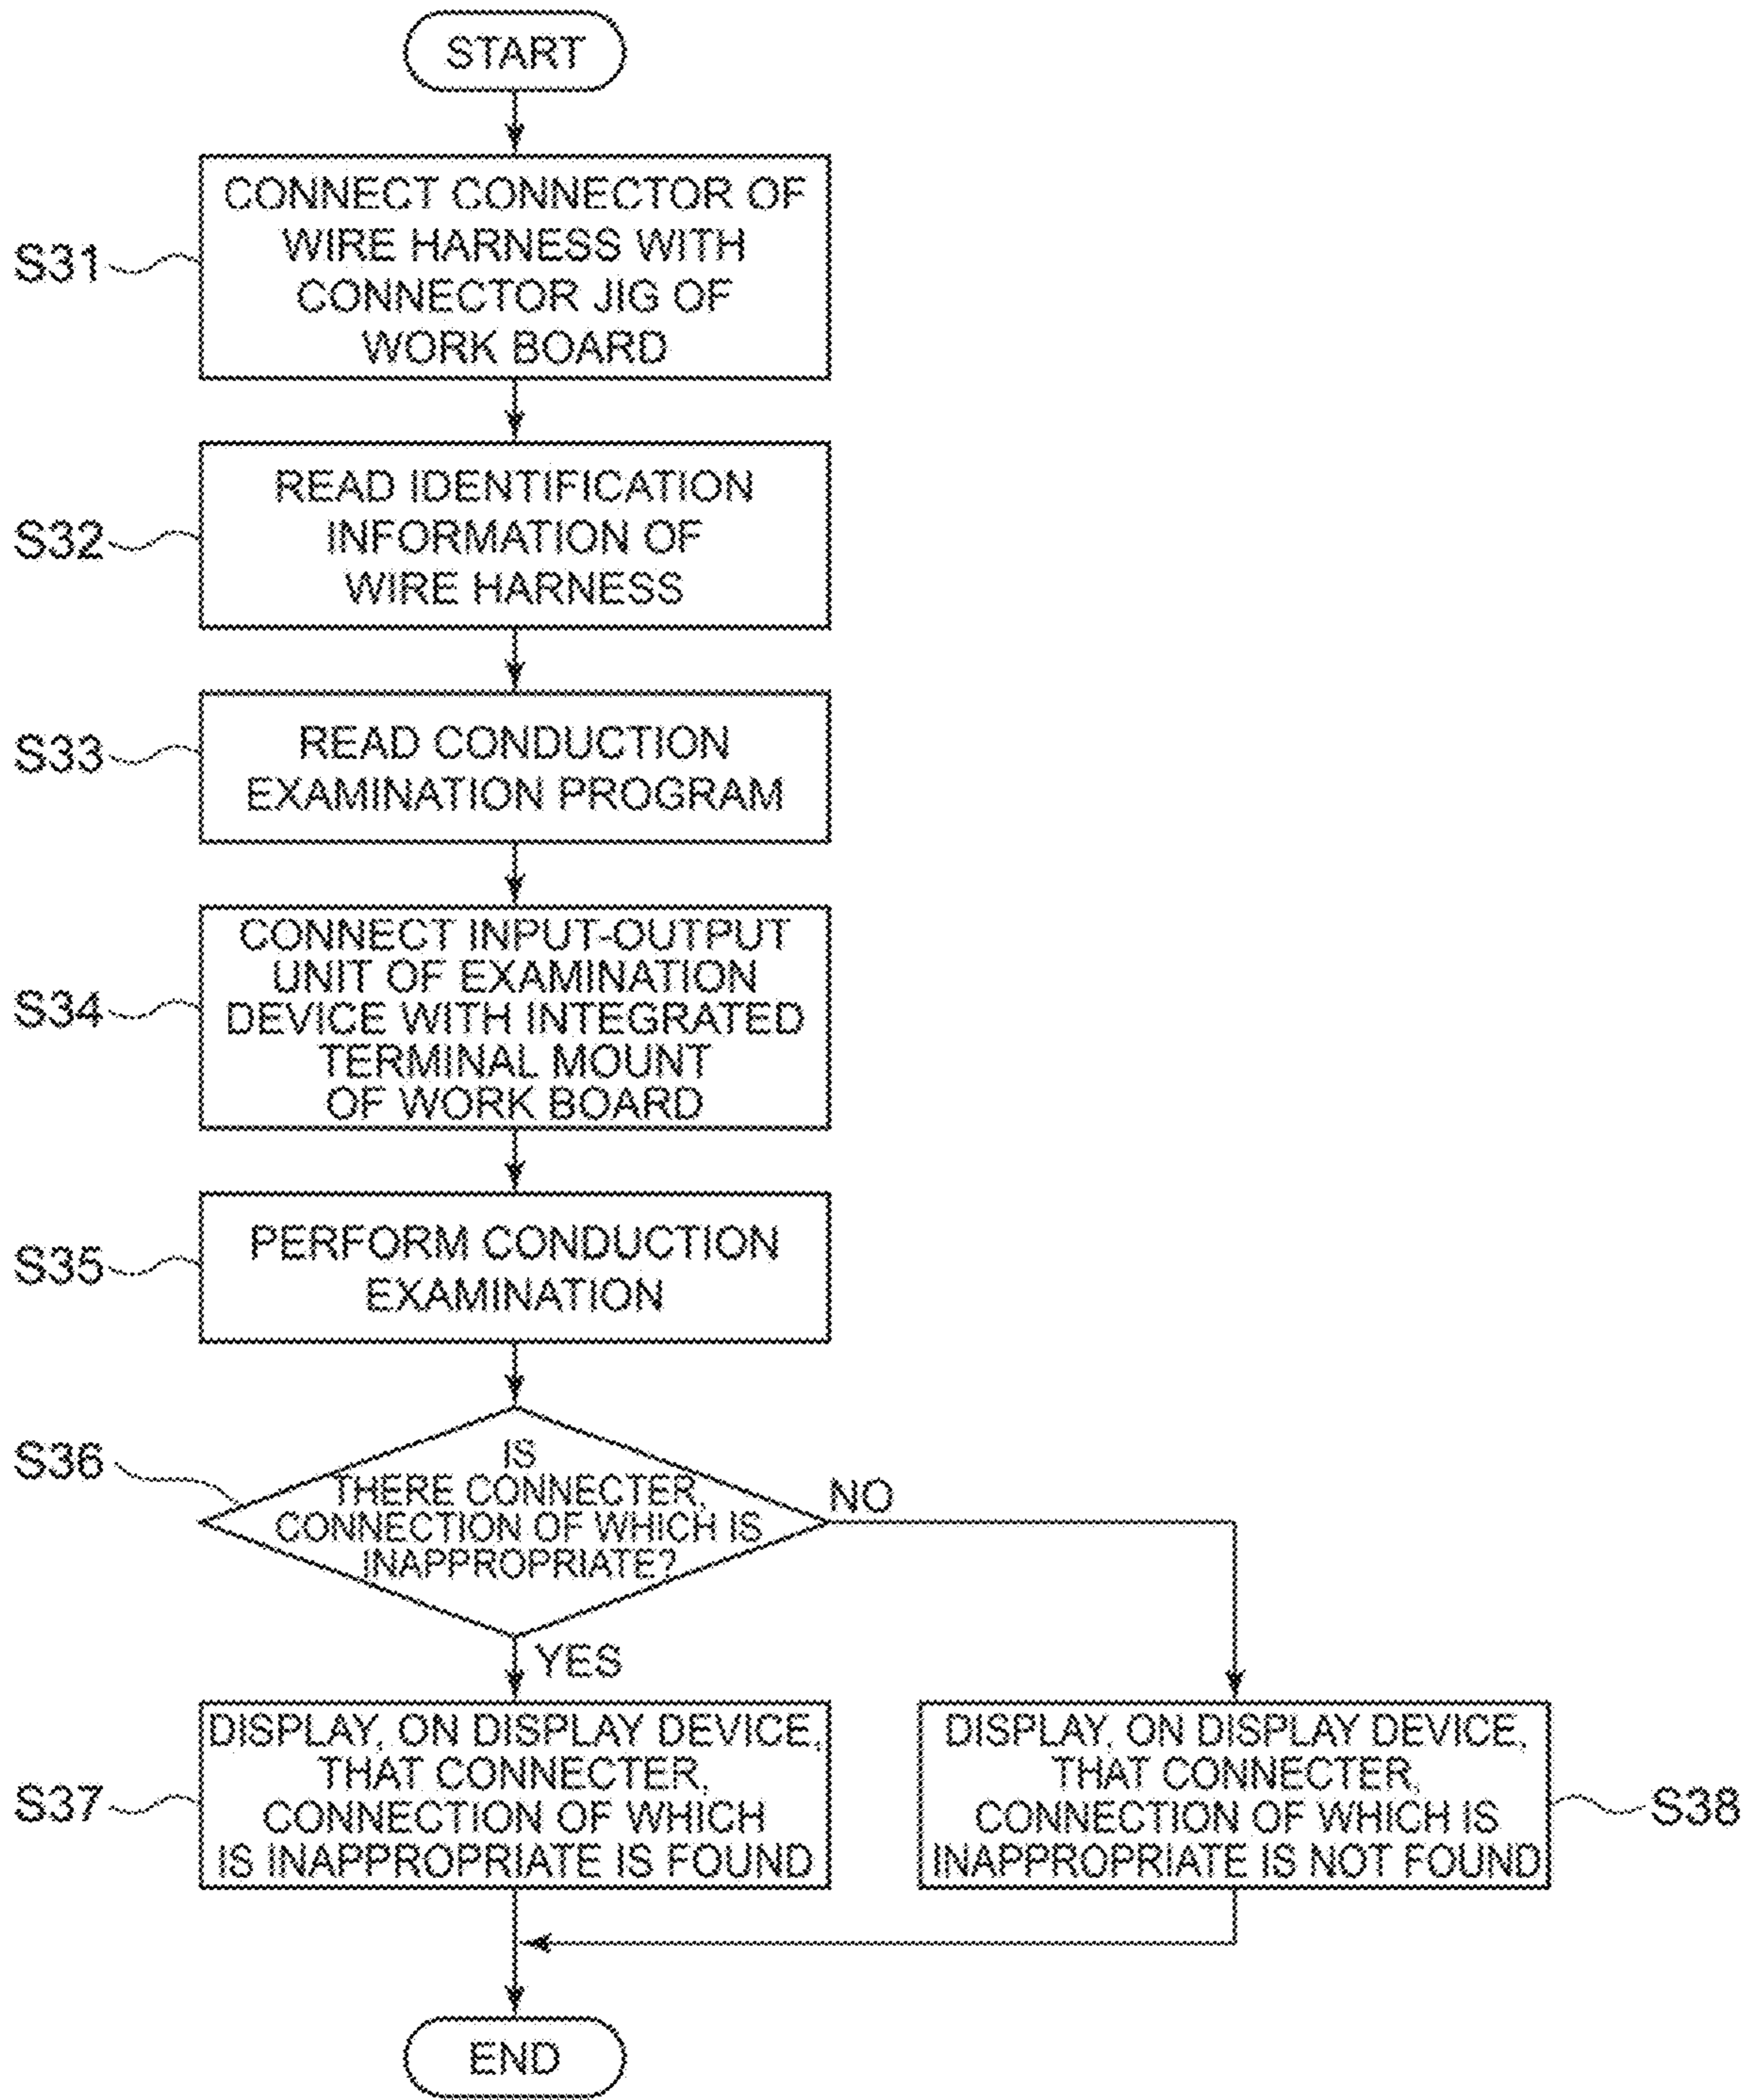 START
S31
CONNECT CONNECTOR OF
WIRE HARNESS WITH
CONNECTOR JIG OF
WORK BOARD
S32
READ IDENTIFICATION
INFORMATION OF
WIRE HARNESS
S33
READ CONDUCTION
EXAMINATION PROGRAM
S34
CONNECT INPUT-OUTPUT
UNIT OF EXAMINATION
DEVICE WITH INTEGRATED
TERMINAL MOUNT
OF WORK BOARD
S35
PERFORM CONDUCTION
EXAMINATION
S36
IS
THERE CONNECTER,
CONNECTION OF WHICH IS
INAPPROPRIATE?
NO
YES
S37
DISPLAY, ON DISPLAY DEVICE,
THAT CONNECTER,
CONNECTION OF WHICH
IS INAPPROPRIATE IS FOUND
DISPLAY, ON DISPLAY DEVICE,
THAT CONNECTER,
CONNECTION OF WHICH IS
INAPPROPRIATE IS NOT FOUND
S38
END